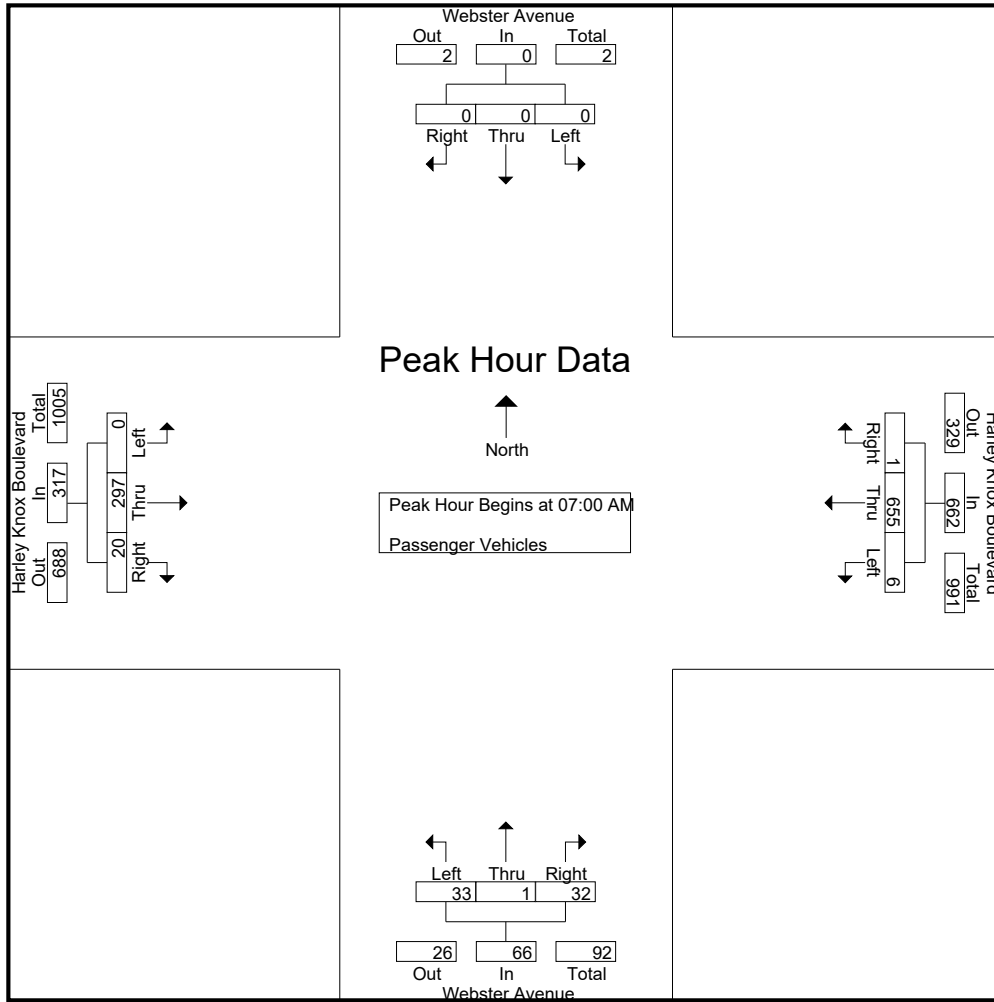 Webster Avenue
Out In Total
2 0 2
0 0 0
Right Thru Left
Peak Hour Data
North
Peak Hour Begins at 07:00 AM
Passenger Vehicles
Harley Knox Boulevard
Total In Out
1005 317 688
0 297 20
Left Thru Right
Harley Knox Boulevard
Out In Total
329 662 991
1 655 6
Right Thru Left
Left Thru Right
33 1 32
26 66 92
Out In Total
Webster Avenue